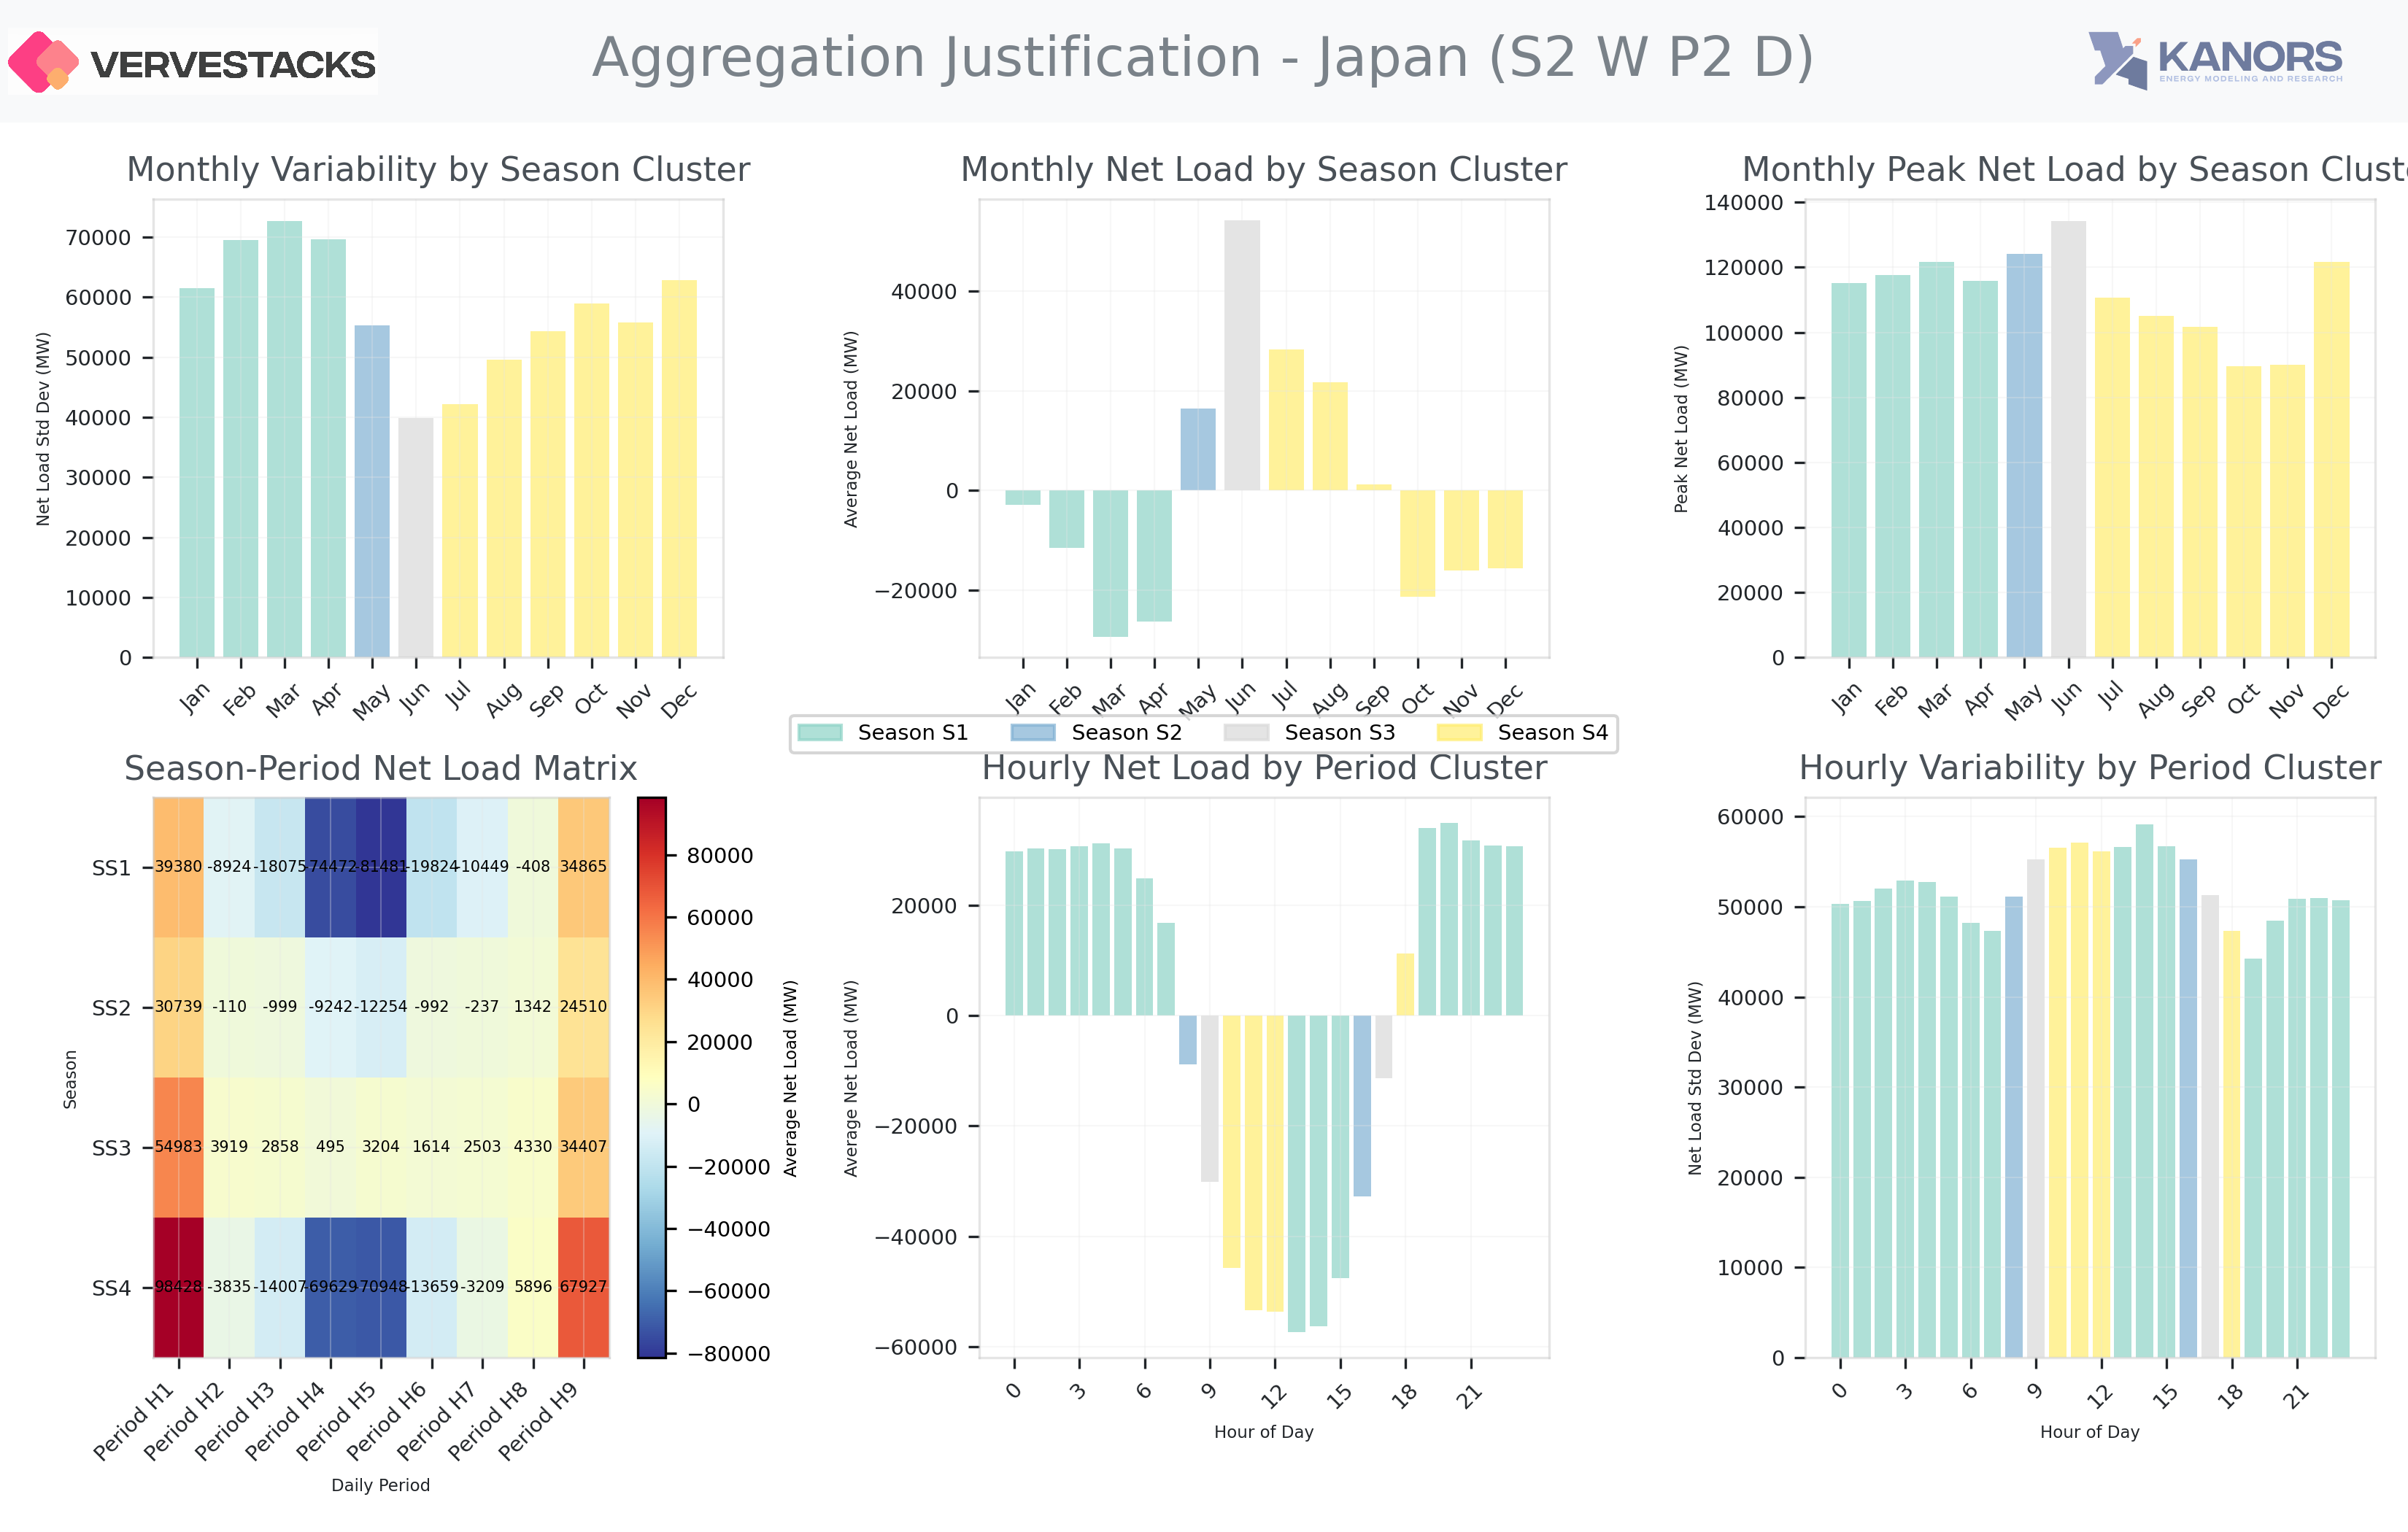 VERVESTACKS
Aggregation Justification - Japan (S2 W P2 D)
KANORS
ENERGY MODELING AND RESEARCH
Monthly Variability by Season Cluster
Net Load Std Dev (MW)
70000
60000
50000
40000
30000
20000
10000
0
Jan Feb Mar Apr May Jun Jul Aug Sep Oct Nov Dec
Monthly Net Load by Season Cluster
Average Net Load (MW)
40000
20000
0
−20000
Jan Feb Mar Apr May Jun Jul Aug Sep Oct Nov Dec
Monthly Peak Net Load by Season Cluste
Peak Net Load (MW)
140000
120000
100000
80000
60000
40000
20000
0
Jan Feb Mar Apr May Jun Jul Aug Sep Oct Nov Dec
Season S1 Season S2 Season S3 Season S4
Season-Period Net Load Matrix
Season
SS1 39380 -8924 -18075 -74472 -81481 -19824 -10449 -408 34865
SS2 30739 -110 -999 -9242 -12254 -992 -237 1342 24510
SS3 54983 3919 2858 495 3204 1614 2503 4330 34407
SS4 98428 -3835 -14007 -69629 -70948 -13659 -3209 5896 67927
Period H1 Period H2 Period H3 Period H4 Period H5 Period H6 Period H7 Period H8 Period H9
Daily Period
80000
60000
40000
20000
0
−20000
−40000
−60000
−80000
Average Net Load (MW)
Hourly Net Load by Period Cluster
Average Net Load (MW)
20000
0
−20000
−40000
−60000
0 3 6 9 12 15 18 21
Hour of Day
Hourly Variability by Period Cluster
Net Load Std Dev (MW)
60000
50000
40000
30000
20000
10000
0
0 3 6 9 12 15 18 21
Hour of Day